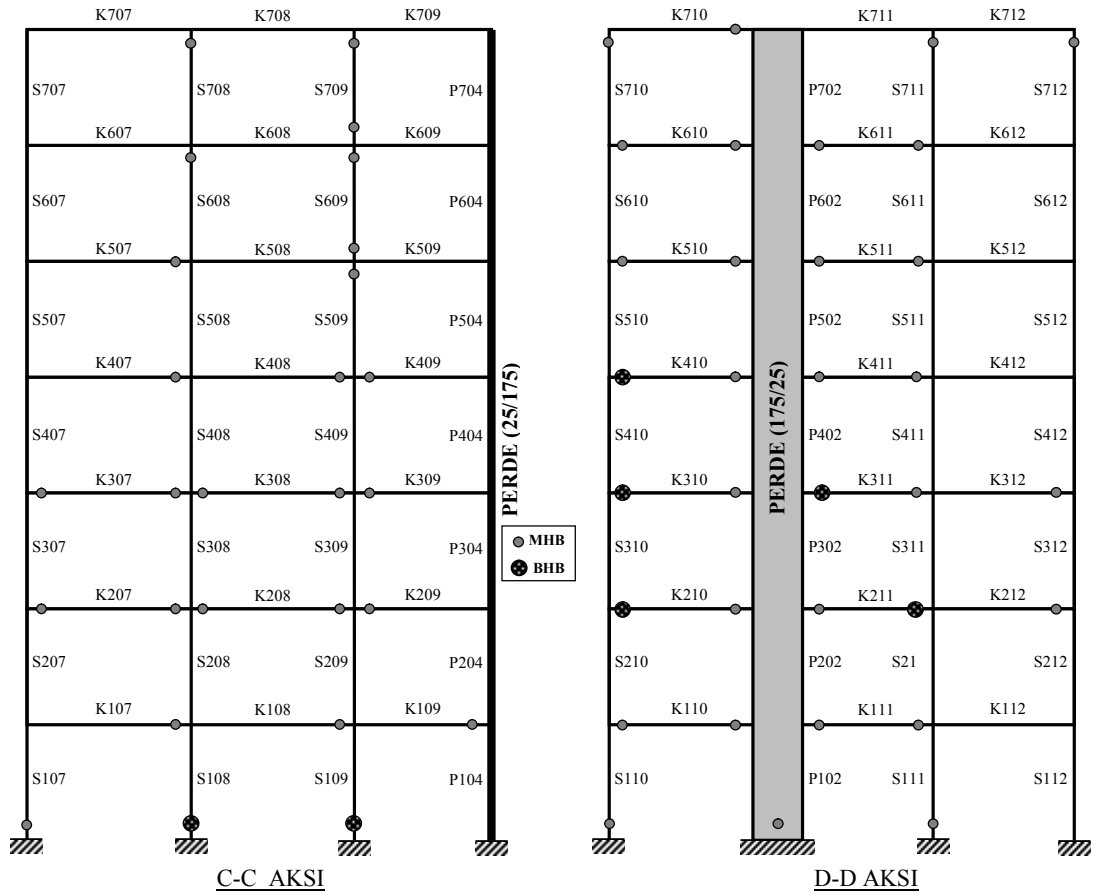 K707 K708 K709
S707 S708 S709 P704
K607 K608 K609
S607 S608 S609 P604
K507 K508 K509
S507 S508 S509 P504
K407 K408 K409
S407 S408 S409 P404
K307 K308 K309
S307 S308 S309 P304
K207 K208 K209
S207 S208 S209 P204
K107 K108 K109
S107 S108 S109 P104
PERDE (25/175)
C-C AKSI
MHB
BHB
K710 K711 K712
S710 P702 S711 S712
K610 K611 K612
S610 P602 S611 S612
K510 K511 K512
S510 P502 S511 S512
K410 K411 K412
S410 P402 S411 S412
K310 K311 K312
S310 P302 S311 S312
K210 K211 K212
S210 P202 S21 S212
K110 K111 K112
S110 P102 S111 S112
PERDE (175/25)
D-D AKSI